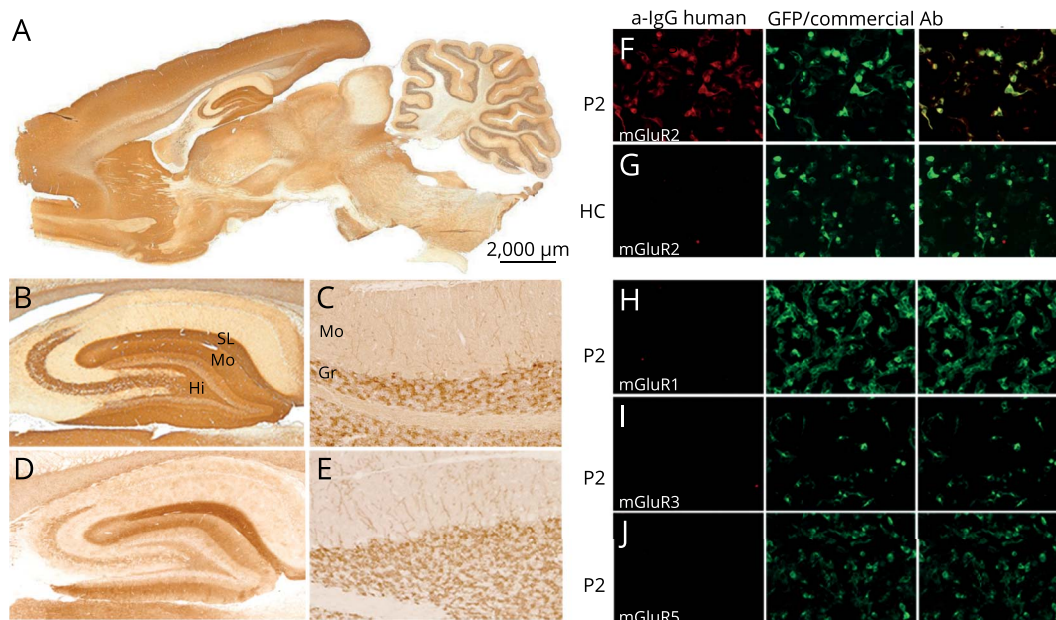 A
2,000 µm
B
SL
Mo
Hi
C
Mo
Gr
D
E
a-IgG human
GFP/commercial Ab
F
P2
mGluR2
G
HC
mGluR2
H
P2
mGluR1
I
P2
mGluR3
J
P2
mGluR5